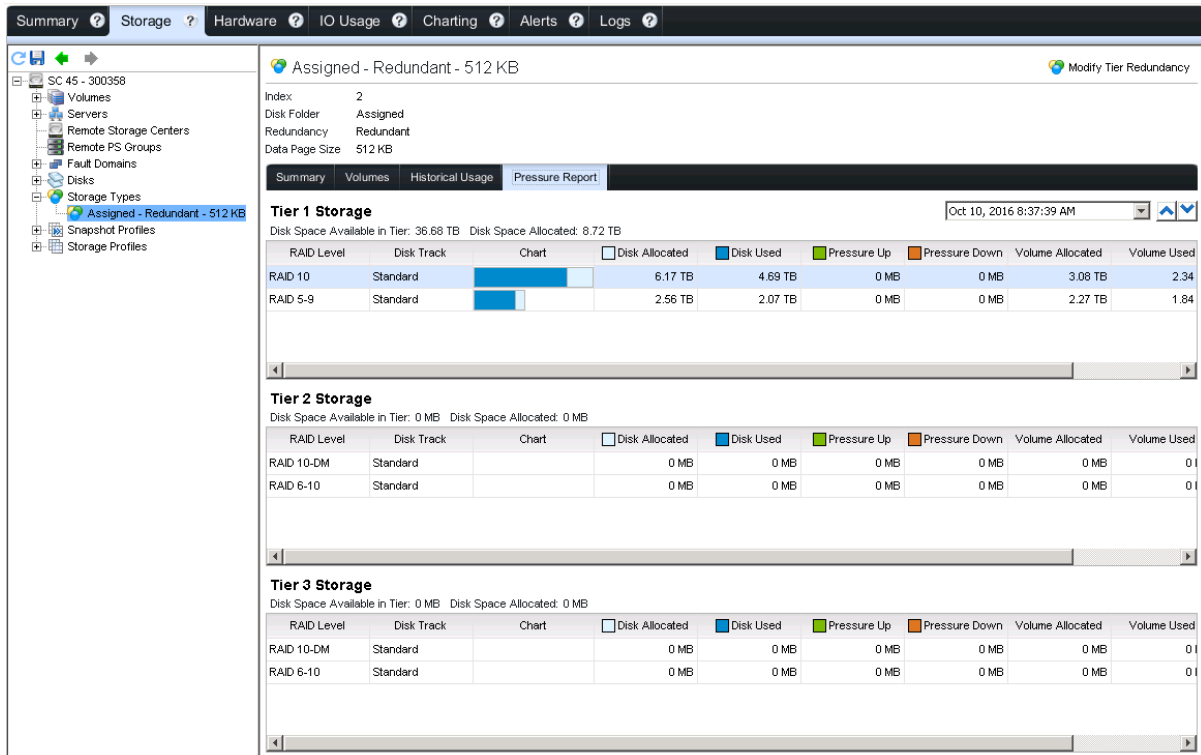 Summary ? Storage ? Hardware ? IO Usage ? Charting ? Alerts ? Logs ?
SC 45 - 300358
Volumes
Servers
Remote Storage Centers
Remote PS Groups
Fault Domains
Disks
Storage Types
Assigned - Redundant - 512 KB
Snapshot Profiles
Storage Profiles
Assigned - Redundant - 512 KB Modify Tier Redundancy
Index 2
Disk Folder Assigned
Redundancy Redundant
Data Page Size 512 KB
Summary Volumes Historical Usage Pressure Report
Tier 1 Storage Oct 10, 2016 8:37:39 AM
Disk Space Available in Tier: 36.68 TB Disk Space Allocated: 8.72 TB
RAID Level Disk Track Chart Disk Allocated Disk Used Pressure Up Pressure Down Volume Allocated Volume Used
RAID 10 Standard 6.17 TB 4.69 TB 0 MB 0 MB 3.08 TB 2.34
RAID 5-9 Standard 2.56 TB 2.07 TB 0 MB 0 MB 2.27 TB 1.84
Tier 2 Storage
Disk Space Available in Tier: 0 MB Disk Space Allocated: 0 MB
RAID Level Disk Track Chart Disk Allocated Disk Used Pressure Up Pressure Down Volume Allocated Volume Used
RAID 10-DM Standard 0 MB 0 MB 0 MB 0 MB 0 MB 0
RAID 6-10 Standard 0 MB 0 MB 0 MB 0 MB 0 MB 0
Tier 3 Storage
Disk Space Available in Tier: 0 MB Disk Space Allocated: 0 MB
RAID Level Disk Track Chart Disk Allocated Disk Used Pressure Up Pressure Down Volume Allocated Volume Used
RAID 10-DM Standard 0 MB 0 MB 0 MB 0 MB 0 MB 0
RAID 6-10 Standard 0 MB 0 MB 0 MB 0 MB 0 MB 0